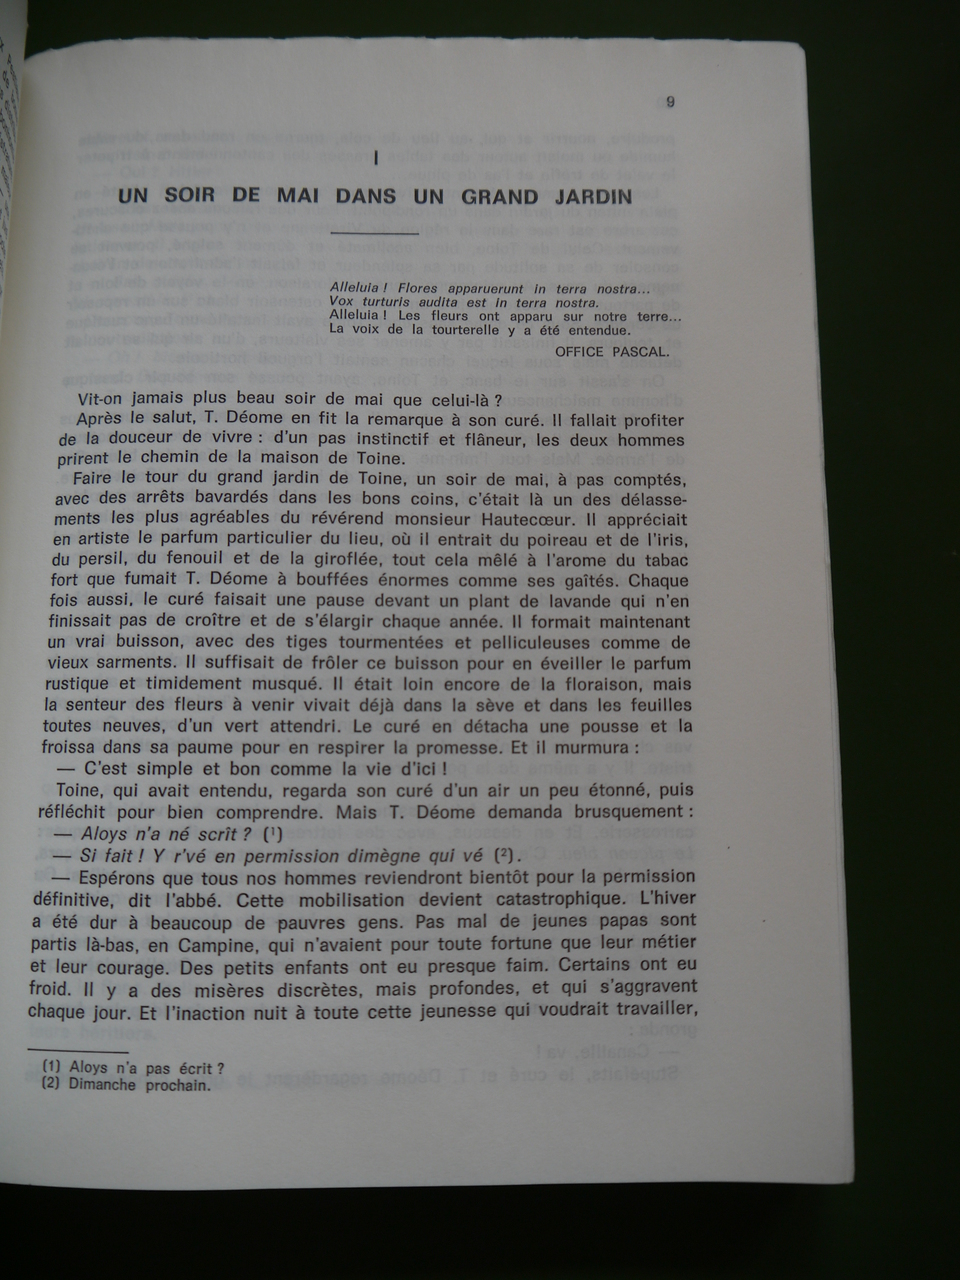 9
I
UN SOIR DE MAI DANS UN GRAND JARDIN
Alleluia ! Flores apparuerunt in terra nostra...
Vox turturis audita est in terra nostra.
Alleluia ! Les fleurs ont apparu sur notre terre...
La voix de la tourterelle y a été entendue.
OFFICE PASCAL.
Vit-on jamais plus beau soir de mai que celui-là ?
Après le salut, T. Déome en fit la remarque à son curé. Il fallait profiter
de la douceur de vivre : d'un pas instinctif et flâneur, les deux hommes
prirent le chemin de la maison de Toine.
Faire le tour du grand jardin de Toine, un soir de mai, à pas comptés,
avec des arrêts bavardés dans les bons coins, c'était là un des délasse-
ments les plus agréables du révérend monsieur Hautecœur. Il appréciait
en artiste le parfum particulier du lieu, où il entrait du poireau et de l'iris,
du persil, du fenouil et de la giroflée, tout cela mêlé à l'arome du tabac
fort que fumait T. Déome à bouffées énormes comme ses gaîtés. Chaque
fois aussi, le curé faisait une pause devant un plant de lavande qui n'en
finissait pas de croître et de s'élargir chaque année. Il formait maintenant
un vrai buisson, avec des tiges tourmentées et pelliculeuses comme de
vieux sarments. Il suffisait de frôler ce buisson pour en éveiller le parfum
rustique et timidement musqué. Il était loin encore de la floraison, mais
la senteur des fleurs à venir vivait déjà dans la sève et dans les feuilles
toutes neuves, d'un vert attendri. Le curé en détacha une pousse et la
froissa dans sa paume pour en respirer la promesse. Et il murmura :
— C'est simple et bon comme la vie d'ici !
Toine, qui avait entendu, regarda son curé d'un air un peu étonné, puis
réfléchit pour bien comprendre. Mais T. Déome demanda brusquement :
— Aloys n'a né scrît ? (¹)
— Si fait ! Y r'vé en permission dimègne qui vé (²).
— Espérons que tous nos hommes reviendront bientôt pour la permission
définitive, dit l'abbé. Cette mobilisation devient catastrophique. L'hiver
a été dur à beaucoup de pauvres gens. Pas mal de jeunes papas sont
partis là-bas, en Campine, qui n'avaient pour toute fortune que leur métier
et leur courage. Des petits enfants ont eu presque faim. Certains ont eu
froid. Il y a des misères discrètes, mais profondes, et qui s'aggravent
chaque jour. Et l'inaction nuit à toute cette jeunesse qui voudrait travailler,
(1) Aloys n'a pas écrit ?
(2) Dimanche prochain.